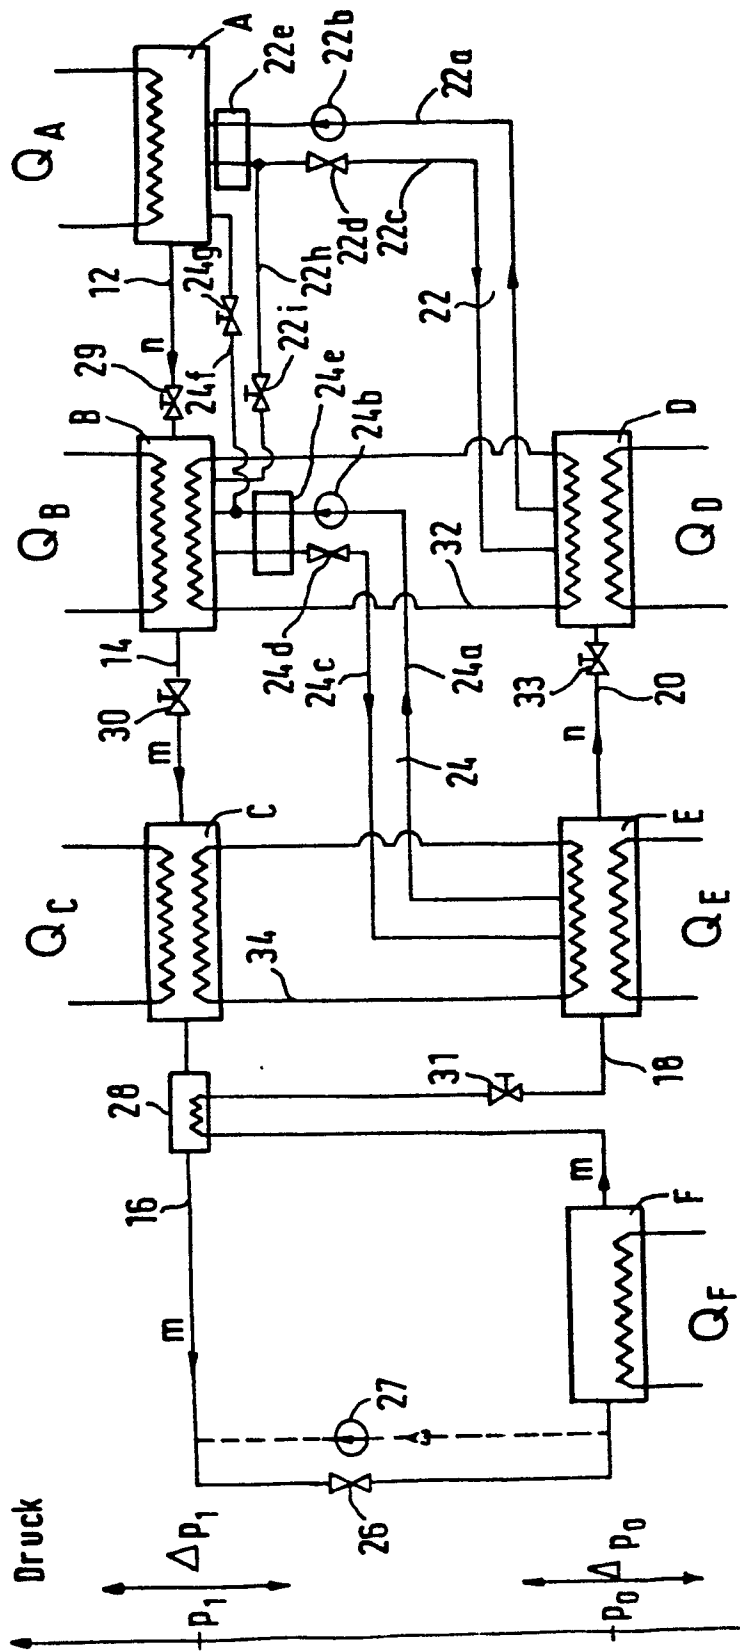 Druck
p1
Δp1
p0
Δp0
m
16
28
QC
C
34
m
30
14
QB
B
29
n
12
QA
A
22e
22b
22a
22d
22c
22h
22i
22
24g
24f
24e
24b
24d
24c
24a
24
32
D
QD
33
20
n
E
QE
18
31
m
F
QF
27
26